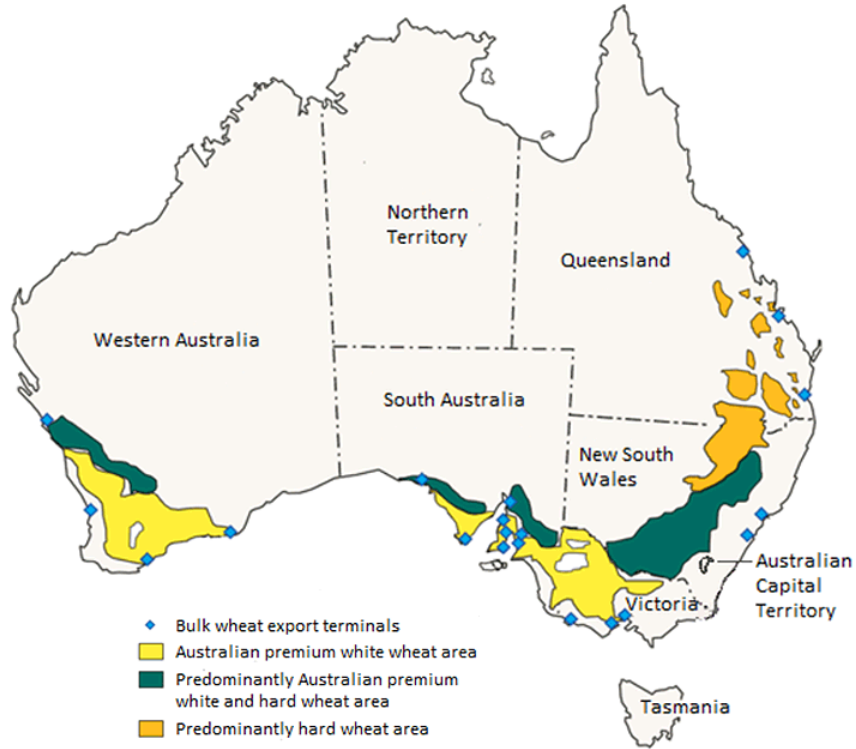 Northern
Territory
Queensland
Western Australia
South Australia
New South
Wales
Australian
Capital
Territory
Victoria
Bulk wheat export terminals
Australian premium white wheat area
Predominantly Australian premium
white and hard wheat area
Predominantly hard wheat area
Tasmania